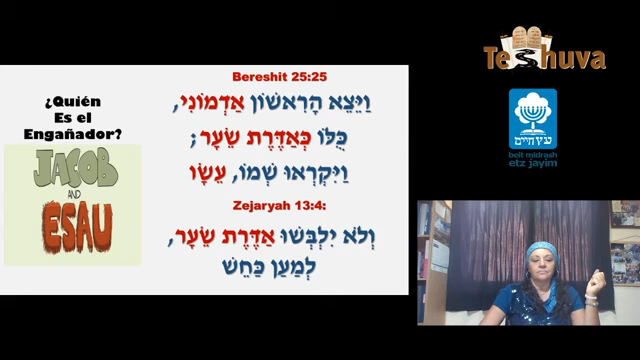 Bereshit 25:25
וַיֵּצֵא הָרִאשׁוֹן אַדְמוֹנִי,
כֻּלּוֹ כְּאַדֶּרֶת שֵׂעָר;
וַיִּקְרְאוּ שְׁמוֹ, עֵשָׂו
Zejaryah 13:4:
וְלֹא יִלְבְּשׁוּ אַדֶּרֶת שֵׂעָר,
לְמַעַן כַּחֵשׁ
¿Quién
Es el
Engañador?
JACOB
AND
ESAU
Teshuva
עץ חיים
beit midrash
etz jayim